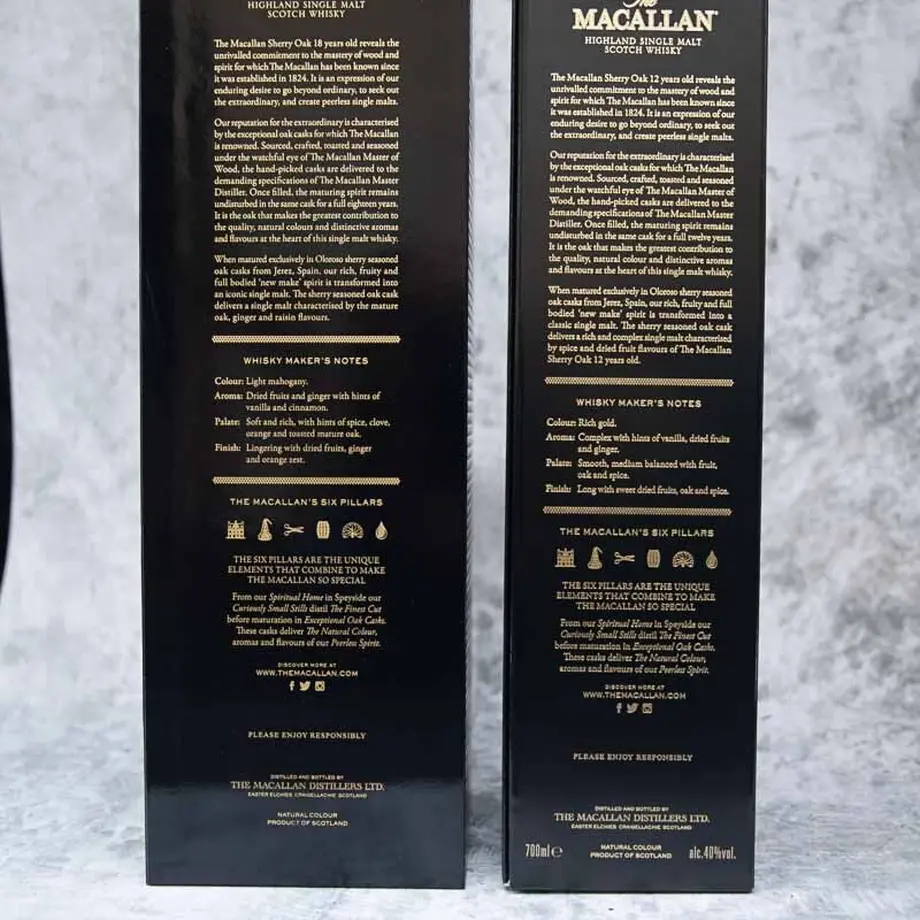 HIGHLAND SINGLE MALT
SCOTCH WHISKY
The Macallan Sherry Oak 18 years old reveals the
unrivalled commitment to the mastery of wood and
spirit for which The Macallan has been known since
it was established in 1824. It is an expression of our
enduring desire to go beyond ordinary, to seek out
the extraordinary, and create peerless single malts.
Our reputation for the extraordinary is characterised
by the exceptional oak casks for which The Macallan
is renowned. Sourced, crafted, toasted and seasoned
under the watchful eye of The Macallan Master of
Wood, the hand-picked casks are delivered to the
demanding specifications of The Macallan Master
Distiller. Once filled, the maturing spirit remains
undisturbed in the same cask for a full eighteen years.
It is the oak that makes the greatest contribution to
the quality, natural colours and distinctive aromas
and flavours at the heart of this single malt whisky.
When matured exclusively in Oloroso sherry seasoned
oak casks from Jerez, Spain, our rich, fruity and
full bodied 'new make' spirit is transformed into
an iconic single malt. The sherry seasoned oak cask
delivers a single malt characterised by the mature
oak, ginger and raisin flavours.
WHISKY MAKER'S NOTES
Colour: Light mahogany.
Aroma: Dried fruits and ginger with hints of
vanilla and cinnamon.
Palate: Soft and rich, with hints of spice, clove,
orange and toasted mature oak.
Finish: Lingering with dried fruits, ginger
and orange zest.
THE MACALLAN'S SIX PILLARS
THE SIX PILLARS ARE THE UNIQUE
ELEMENTS THAT COMBINE TO MAKE
THE MACALLAN SO SPECIAL
From our Spiritual Home in Speyside our
Curiously Small Stills distil The Finest Cut
before maturation in Exceptional Oak Casks.
These casks deliver The Natural Colour,
aromas and flavours of our Peerless Spirit.
DISCOVER MORE AT
WWW.THEMACALLAN.COM
PLEASE ENJOY RESPONSIBLY
DISTILLED AND BOTTLED BY
THE MACALLAN DISTILLERS LTD.
EASTER ELCHIES CRAIGELLACHIE SCOTLAND
NATURAL COLOUR
PRODUCT OF SCOTLAND
The
MACALLAN
HIGHLAND SINGLE MALT
SCOTCH WHISKY
The Macallan Sherry Oak 12 years old reveals the
unrivalled commitment to the mastery of wood and
spirit for which The Macallan has been known since
it was established in 1824. It is an expression of our
enduring desire to go beyond ordinary, to seek out
the extraordinary, and create peerless single malts.
Our reputation for the extraordinary is characterised
by the exceptional oak casks for which The Macallan
is renowned. Sourced, crafted, toasted and seasoned
under the watchful eye of The Macallan Master of
Wood, the hand-picked casks are delivered to the
demanding specifications of The Macallan Master
Distiller. Once filled, the maturing spirit remains
undisturbed in the same cask for a full twelve years.
It is the oak that makes the greatest contribution to
the quality, natural colour and distinctive aromas
and flavours at the heart of this single malt whisky.
When matured exclusively in Oloroso sherry seasoned
oak casks from Jerez, Spain, our rich, fruity and full
bodied 'new make' spirit is transformed into a
classic single malt. The sherry seasoned oak cask
delivers a rich and complex single malt characterised
by spice and dried fruit flavours of The Macallan
Sherry Oak 12 years old.
WHISKY MAKER'S NOTES
Colour: Rich gold.
Aroma: Complex with hints of vanilla, dried fruits
and ginger.
Palate: Smooth, medium balanced with fruit,
oak and spice.
Finish: Long with sweet dried fruits, oak and spice.
THE MACALLAN'S SIX PILLARS
THE SIX PILLARS ARE THE UNIQUE
ELEMENTS THAT COMBINE TO MAKE
THE MACALLAN SO SPECIAL
From our Spiritual Home in Speyside our
Curiously Small Stills distil The Finest Cut
before maturation in Exceptional Oak Casks.
These casks deliver The Natural Colour,
aromas and flavours of our Peerless Spirit.
DISCOVER MORE AT
WWW.THEMACALLAN.COM
PLEASE ENJOY RESPONSIBLY
DISTILLED AND BOTTLED BY
THE MACALLAN DISTILLERS LTD.
EASTER ELCHIES CRAIGELLACHIE SCOTLAND
700ml℮ NATURAL COLOUR alc.40%vol.
PRODUCT OF SCOTLAND